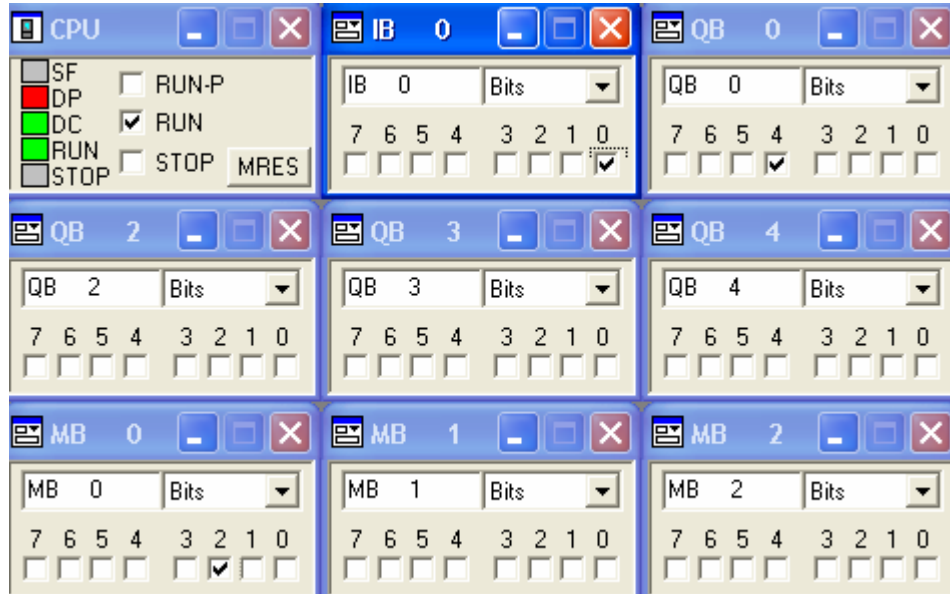 CPU
SF
DP
DC
RUN
STOP
RUN-P
RUN
STOP
MRES
IB 0
IB 0 Bits
7 6 5 4 3 2 1 0
QB 0
QB 0 Bits
7 6 5 4 3 2 1 0
QB 2
QB 2 Bits
7 6 5 4 3 2 1 0
QB 3
QB 3 Bits
7 6 5 4 3 2 1 0
QB 4
QB 4 Bits
7 6 5 4 3 2 1 0
MB 0
MB 0 Bits
7 6 5 4 3 2 1 0
MB 1
MB 1 Bits
7 6 5 4 3 2 1 0
MB 2
MB 2 Bits
7 6 5 4 3 2 1 0